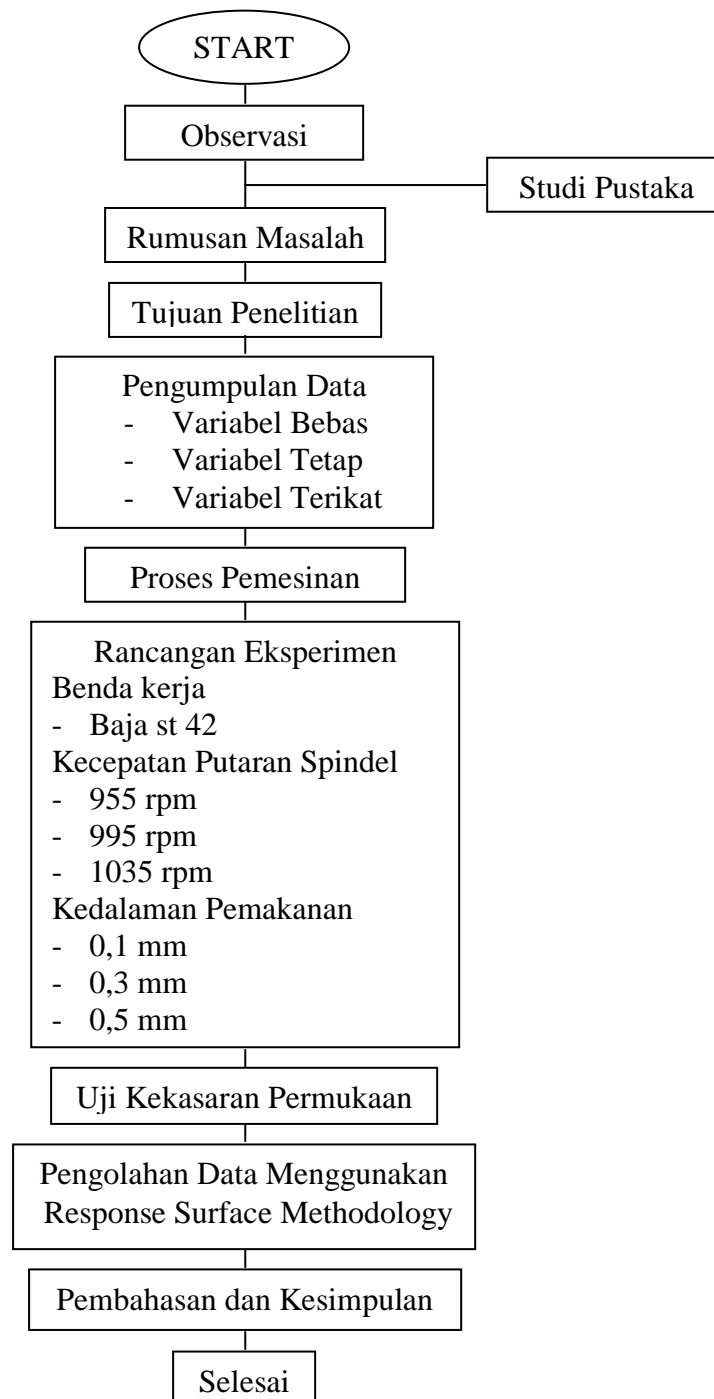 START
Observasi
Studi Pustaka
Rumusan Masalah
Tujuan Penelitian
Pengumpulan Data
- Variabel Bebas
- Variabel Tetap
- Variabel Terikat
Proses Pemesinan
Rancangan Eksperimen
Benda kerja
- Baja st 42
Kecepatan Putaran Spindel
- 955 rpm
- 995 rpm
- 1035 rpm
Kedalaman Pemakanan
- 0,1 mm
- 0,3 mm
- 0,5 mm
Uji Kekasaran Permukaan
Pengolahan Data Menggunakan
Response Surface Methodology
Pembahasan dan Kesimpulan
Selesai